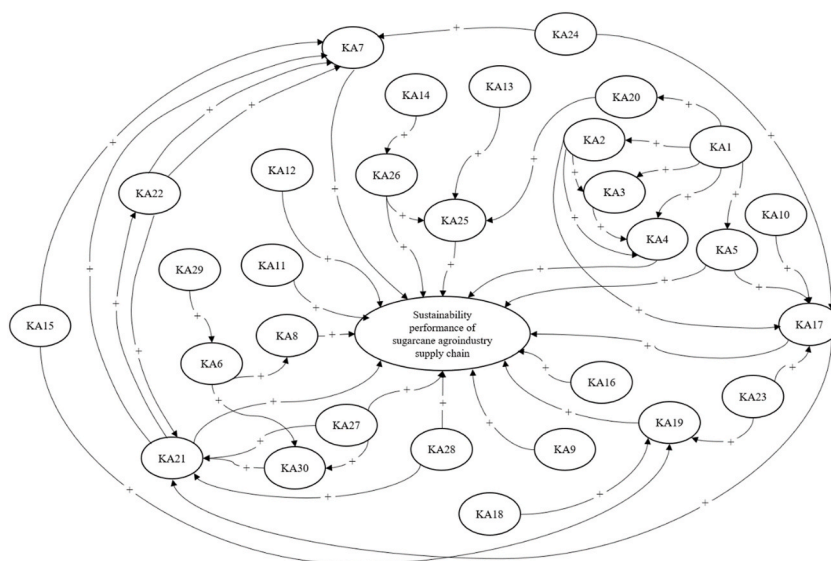 KA24
KA7
KA13
KA14
KA20
KA2
KA1
KA12
KA26
KA3
KA22
KA25
KA10
KA4
KA5
KA29
KA11
Sustainability
performance of
sugarcane agroindustry
supply chain
KA15
KA17
KA8
KA6
KA16
KA23
KA19
KA27
KA28
KA9
KA21
KA30
KA18